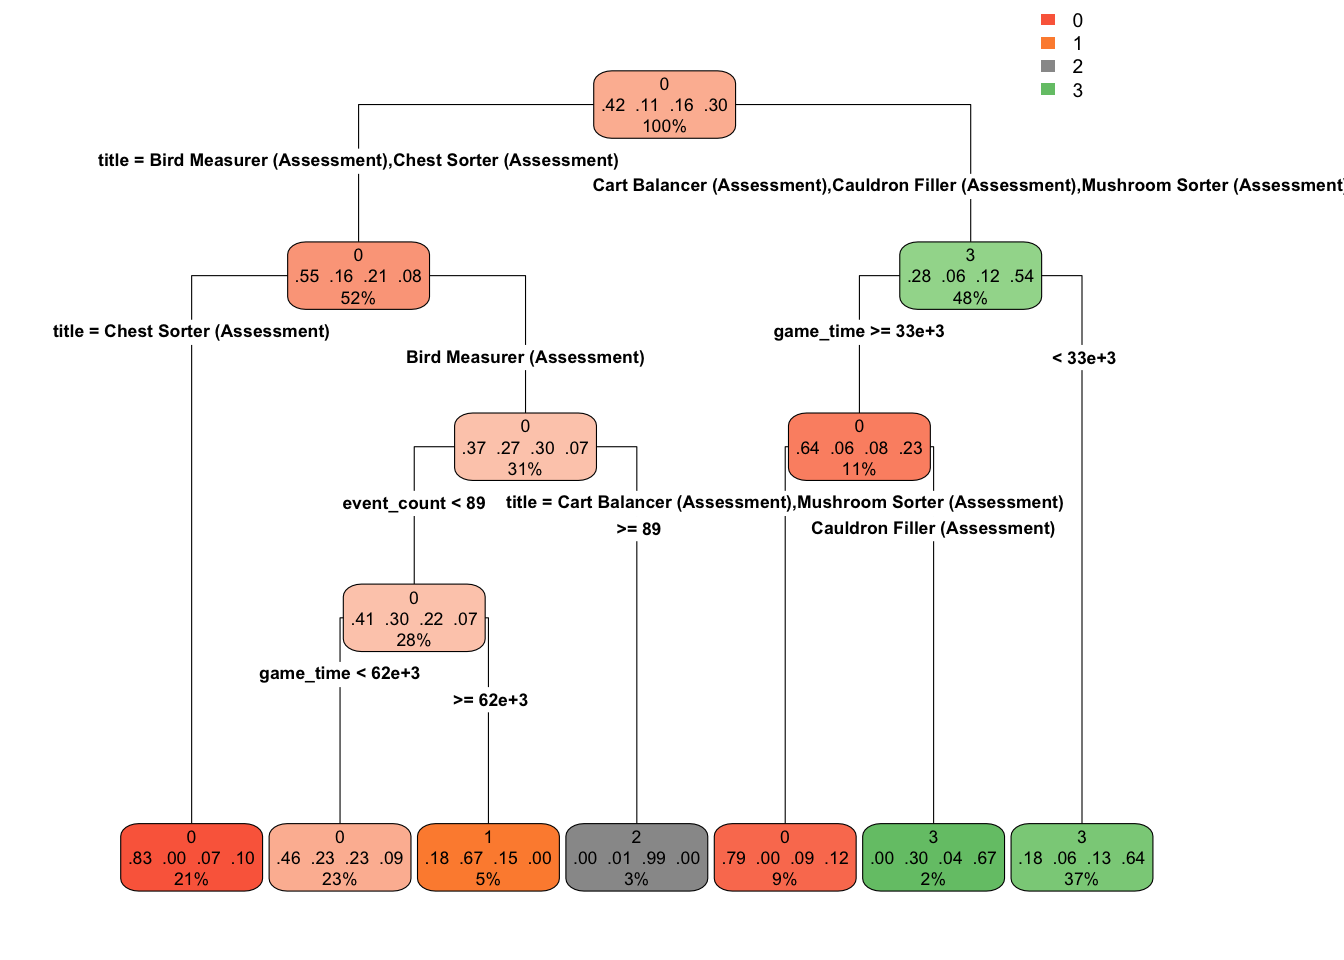 0
1
2
3
0
.42 .11 .16 .30
100%
title = Bird Measurer (Assessment),Chest Sorter (Assessment)
Cart Balancer (Assessment),Cauldron Filler (Assessment),Mushroom Sorter (Assessment)
0
.55 .16 .21 .08
52%
3
.28 .06 .12 .54
48%
title = Chest Sorter (Assessment)
Bird Measurer (Assessment)
game_time >= 33e+3
< 33e+3
0
.37 .27 .30 .07
31%
0
.64 .06 .08 .23
11%
event_count < 89
>= 89
title = Cart Balancer (Assessment),Mushroom Sorter (Assessment)
Cauldron Filler (Assessment)
0
.41 .30 .22 .07
28%
game_time < 62e+3
>= 62e+3
0
.83 .00 .07 .10
21%
0
.46 .23 .23 .09
23%
1
.18 .67 .15 .00
5%
2
.00 .01 .99 .00
3%
0
.79 .00 .09 .12
9%
3
.00 .30 .04 .67
2%
3
.18 .06 .13 .64
37%